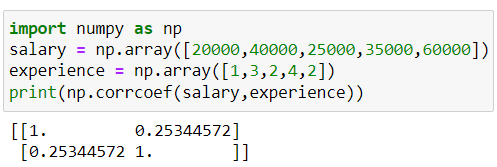 import numpy as np
salary = np.array([20000,40000,25000,35000,60000])
experience = np.array([1,3,2,4,2])
print(np.corrcoef(salary,experience))
[[1.         0.25344572]
 [0.25344572 1.        ]]